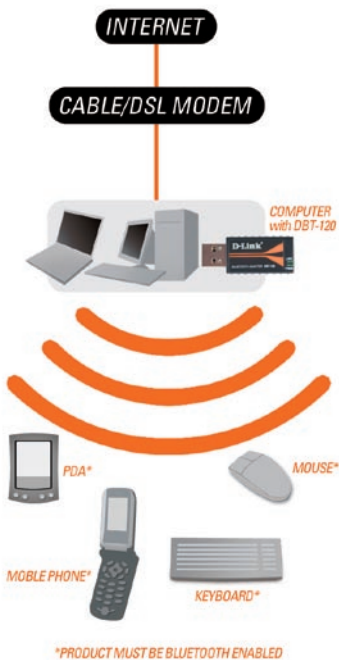 INTERNET
CABLE/DSL MODEM
COMPUTER
with DBT-120
D-Link
PDA*
MOUSE*
MOBLE PHONE*
KEYBOARD*
*PRODUCT MUST BE BLUETOOTH ENABLED